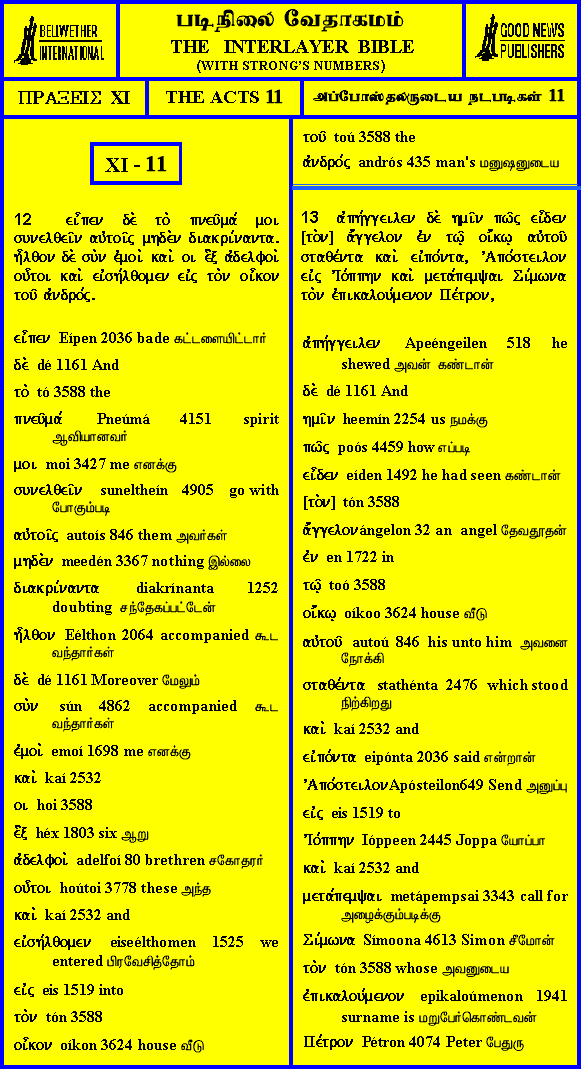 BELLWETHER
INTERNATIONAL
படிநிலை வேதாகமம்
THE INTERLAYER BIBLE
(WITH STRONG'S NUMBERS)
GOOD NEWS
PUBLISHERS
ΠΡΑΞΕΙΣ XI
THE ACTS 11
அப்போஸ்தலருடைய நடபடிகள் 11
XI - 11
12 εἶπεν δὲ τὸ πνεῦμά μοι
συνελθεῖν αὐτοῖς μηδὲν διακρίναντα.
ἦλθον δὲ σὺν ἐμοὶ καὶ οι ἓξ ἀδελφοὶ
οὗτοι καὶ εἰσήλθομεν εἰς τὸν οἶκον
τοῦ ἀνδρός.
εἶπεν Eípen 2036 bade கட்டளையிட்டார்
δὲ dé 1161 And
τὸ tó 3588 the
πνεῦμά Pneúmá 4151 spirit
ஆவியானவர்
μοι moi 3427 me எனக்கு
συνελθεῖν suneltheín 4905 go with
போகும்படி
αὐτοῖς autoís 846 them அவர்கள்
μηδὲν meedén 3367 nothing இல்லை
διακρίναντα diakrínanta 1252
doubting சந்தேகப்பட்டேன்
ἦλθον Eélthon 2064 accompanied கூட
வந்தார்கள்
δὲ dé 1161 Moreover மேலும்
σὺν sún 4862 accompanied கூட
வந்தார்கள்
ἐμοὶ emoí 1698 me எனக்கு
καὶ kaí 2532
οι hoi 3588
ἓξ héx 1803 six ஆறு
ἀδελφοὶ adelfoí 80 brethren சகோதரர்
οὗτοι hoútoi 3778 these அந்த
καὶ kaí 2532 and
εἰσήλθομεν eiseélthomen 1525 we
entered பிரவேசித்தோம்
εἰς eis 1519 into
τὸν tón 3588
οἶκον oíkon 3624 house வீடு
τοῦ toú 3588 the
ἀνδρός andrós 435 man's மனுஷனுடைய
13 ἀπήγγειλεν δὲ ημῖν πῶς εἶδεν
[τὸν] ἄγγελον ἐν τῷ οἴκῳ αὐτοῦ
σταθέντα καὶ εἰπόντα, Ἀπόστειλον
εἰς Ἰόππην καὶ μετάπεμψαι Σίμωνα
τὸν ἐπικαλούμενον Πέτρον,
ἀπήγγειλεν Apeéngeilen 518 he
shewed அவன் கண்டான்
δὲ dé 1161 And
ημῖν heemín 2254 us நமக்கு
πῶς poós 4459 how எப்படி
εἶδεν eíden 1492 he had seen கண்டான்
[τὸν] tón 3588
ἄγγελον ángelon 32 an angel தேவதூதன்
ἐν en 1722 in
τῷ toó 3588
οἴκῳ oíkoo 3624 house வீடு
αὐτοῦ autoú 846 his unto him அவனை
நோக்கி
σταθέντα stathénta 2476 which stood
நிற்கிறது
καὶ kaí 2532 and
εἰπόντα eipónta 2036 said என்றான்
Ἀπόστειλον Apósteilon649 Send அனுப்பு
εἰς eis 1519 to
Ἰόππην Ióppeen 2445 Joppa யோப்பா
καὶ kaí 2532 and
μετάπεμψαι metápempsai 3343 call for
அழைக்கும்படிக்கு
Σίμωνα Símoona 4613 Simon சீமோன்
τὸν tón 3588 whose அவனுடைய
ἐπικαλούμενον epikaloúmenon 1941
surname is மறுபேர்கொண்டவன்
Πέτρον Pétron 4074 Peter பேதுரு